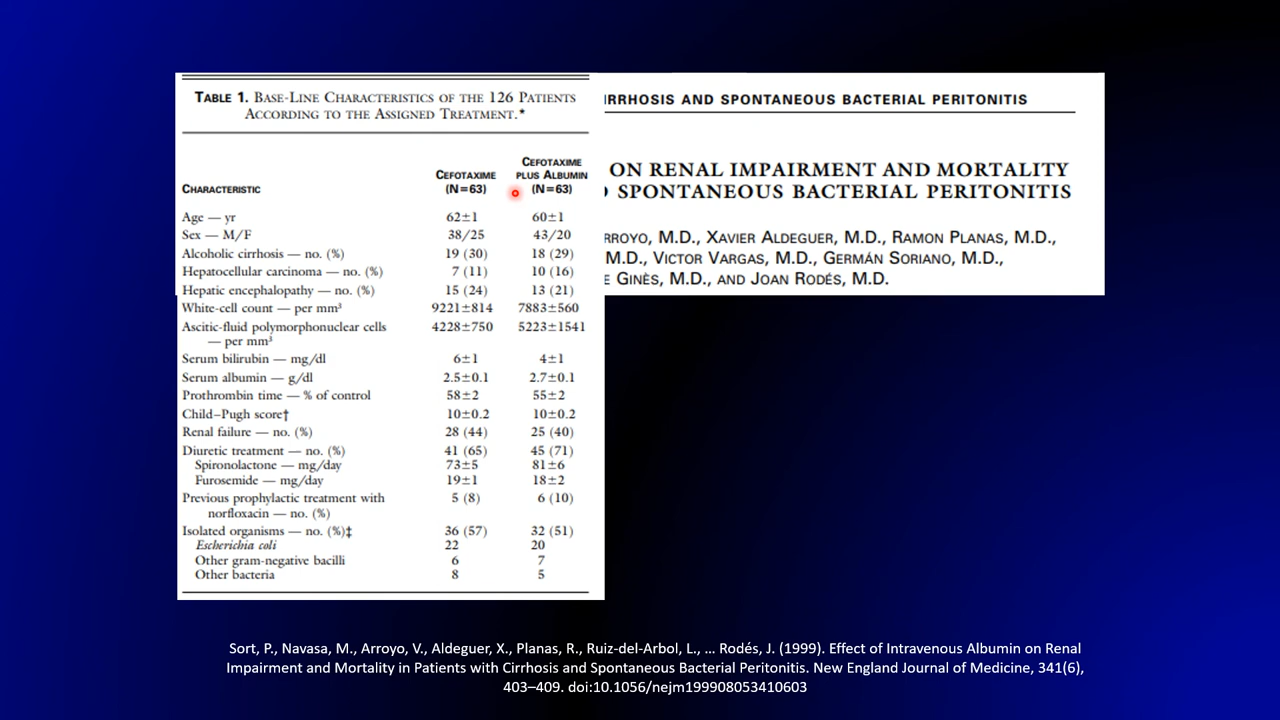 TABLE 1. BASE-LINE CHARACTERISTICS OF THE 126 PATIENTS
ACCORDING TO THE ASSIGNED TREATMENT.*
CHARACTERISTIC
CEFOTAXIME
(N=63)
CEFOTAXIME
PLUS ALBUMIN
(N=63)
Age — yr 62±1 60±1
Sex — M/F 38/25 43/20
Alcoholic cirrhosis — no. (%) 19 (30) 18 (29)
Hepatocellular carcinoma — no. (%) 7 (11) 10 (16)
Hepatic encephalopathy — no. (%) 15 (24) 13 (21)
White-cell count — per mm³ 9221±814 7883±560
Ascitic-fluid polymorphonuclear cells 4228±750 5223±1541
— per mm³
Serum bilirubin — mg/dl 6±1 4±1
Serum albumin — g/dl 2.5±0.1 2.7±0.1
Prothrombin time — % of control 58±2 55±2
Child–Pugh score† 10±0.2 10±0.2
Renal failure — no. (%) 28 (44) 25 (40)
Diuretic treatment — no. (%) 41 (65) 45 (71)
Spironolactone — mg/day 73±5 81±6
Furosemide — mg/day 19±1 18±2
Previous prophylactic treatment with 5 (8) 6 (10)
norfloxacin — no. (%)
Isolated organisms — no. (%)‡ 36 (57) 32 (51)
Escherichia coli 22 20
Other gram-negative bacilli 6 7
Other bacteria 8 5
IRRHOSIS AND SPONTANEOUS BACTERIAL PERITONITIS
ON RENAL IMPAIRMENT AND MORTALITY
SPONTANEOUS BACTERIAL PERITONITIS
RROYO, M.D., XAVIER ALDEGUER, M.D., RAMON PLANAS, M.D.,
M.D., VICTOR VARGAS, M.D., GERMÁN SORIANO, M.D.,
E GINÈS, M.D., AND JOAN RODÉS, M.D.
Sort, P., Navasa, M., Arroyo, V., Aldeguer, X., Planas, R., Ruiz-del-Arbol, L., … Rodés, J. (1999). Effect of Intravenous Albumin on Renal
Impairment and Mortality in Patients with Cirrhosis and Spontaneous Bacterial Peritonitis. New England Journal of Medicine, 341(6),
403–409. doi:10.1056/nejm199908053410603